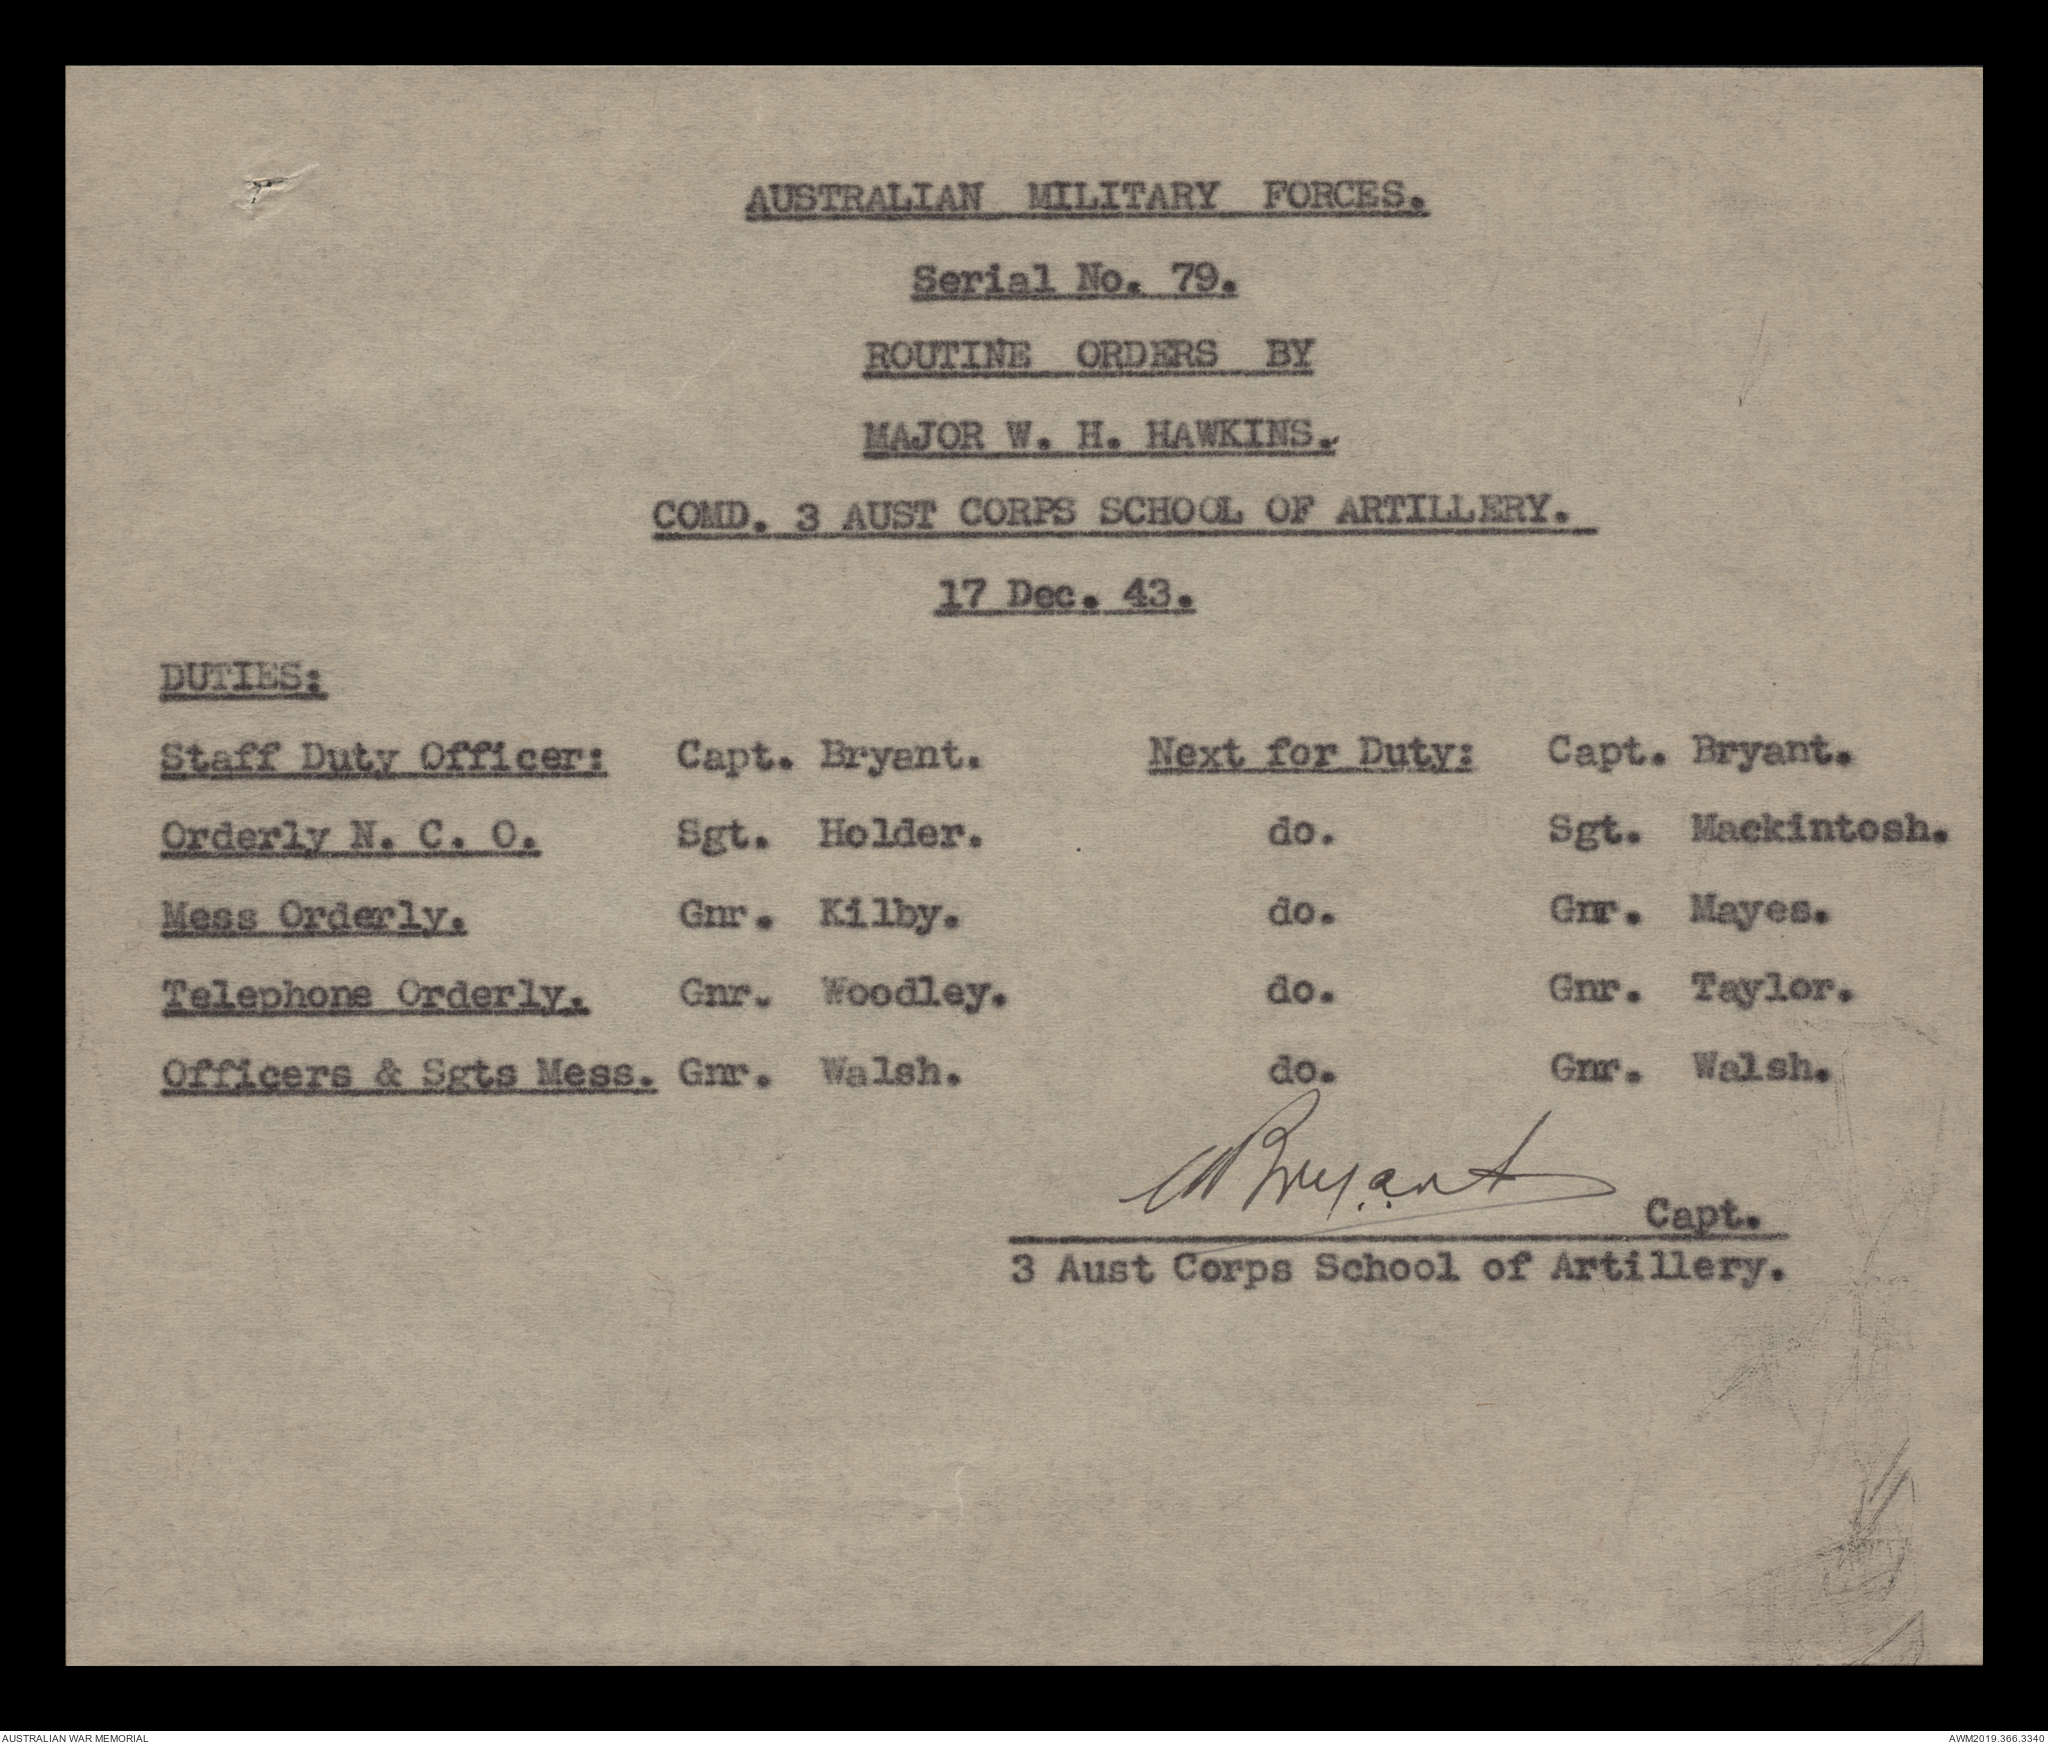 AUSTRALIAN MILITARY FORCES.
Serial No. 79.
ROUTINE ORDERS BY
MAJOR W. H. HAWKINS.
COMD. 3 AUST CORPS SCHOOL OF ARTILLERY.
17 Dec. 43.
DUTIES:
Staff Duty Officer: Capt. Bryant. Next for Duty: Capt. Bryant.
Orderly N. C. O. Sgt. Holder. do. Sgt. Mackintosh.
Mess Orderly. Gnr. Kilby. do. Gnr. Mayes.
Telephone Orderly. Gnr. Woodley. do. Gnr. Taylor.
Officers & Sgts Mess. Gnr. Walsh. do. Gnr. Walsh.
Bryant Capt.
3 Aust Corps School of Artillery.
AUSTRALIAN WAR MEMORIAL AWM2019.366.3340